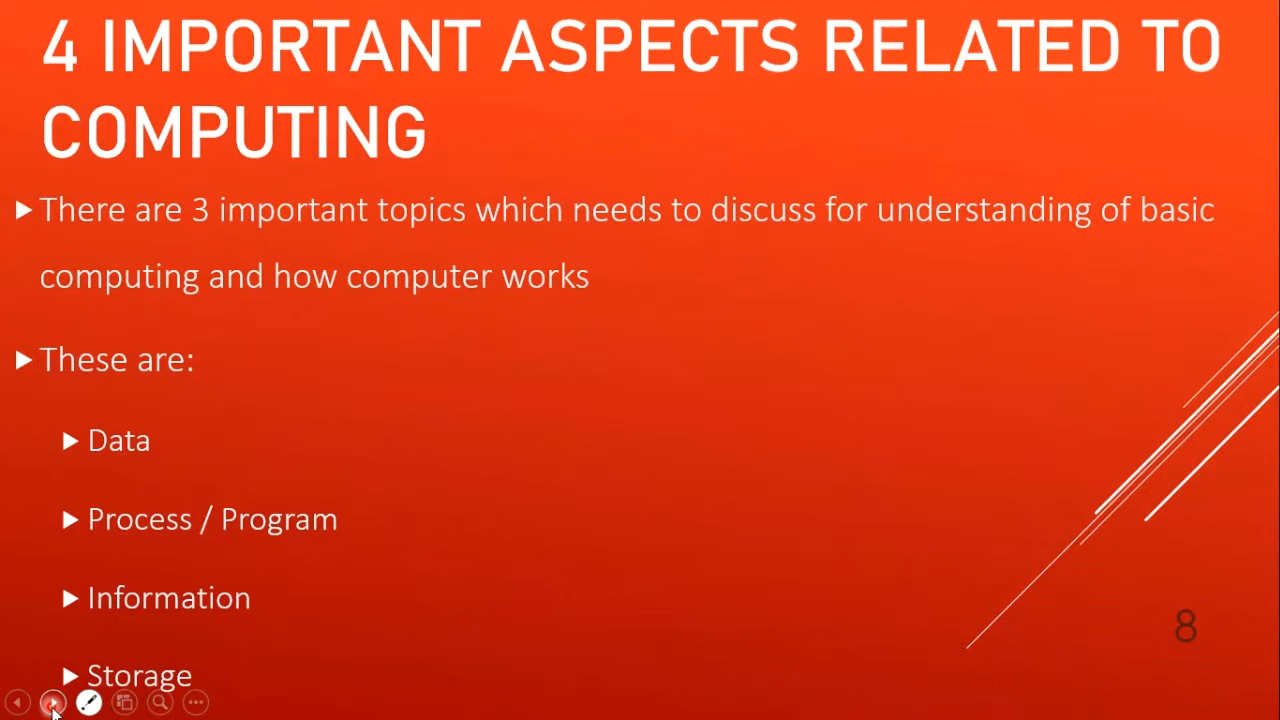 4 IMPORTANT ASPECTS RELATED TO
COMPUTING
There are 3 important topics which needs to discuss for understanding of basic
computing and how computer works
These are:
Data
Process / Program
Information
Storage
8